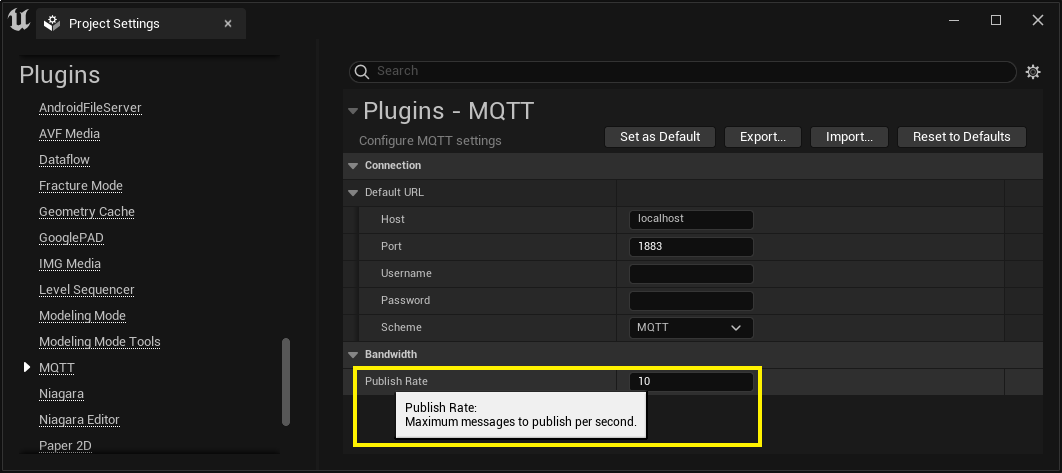 Project Settings
Plugins
AndroidFileServer
AVF Media
Dataflow
Fracture Mode
Geometry Cache
GooglePAD
IMG Media
Level Sequencer
Modeling Mode
Modeling Mode Tools
MQTT
Niagara
Niagara Editor
Paper 2D
Search
Plugins - MQTT
Configure MQTT settings
Set as Default Export... Import... Reset to Defaults
Connection
Default URL
Host localhost
Port 1883
Username
Password
Scheme MQTT
Bandwidth
Publish Rate 10
Publish Rate:
Maximum messages to publish per second.